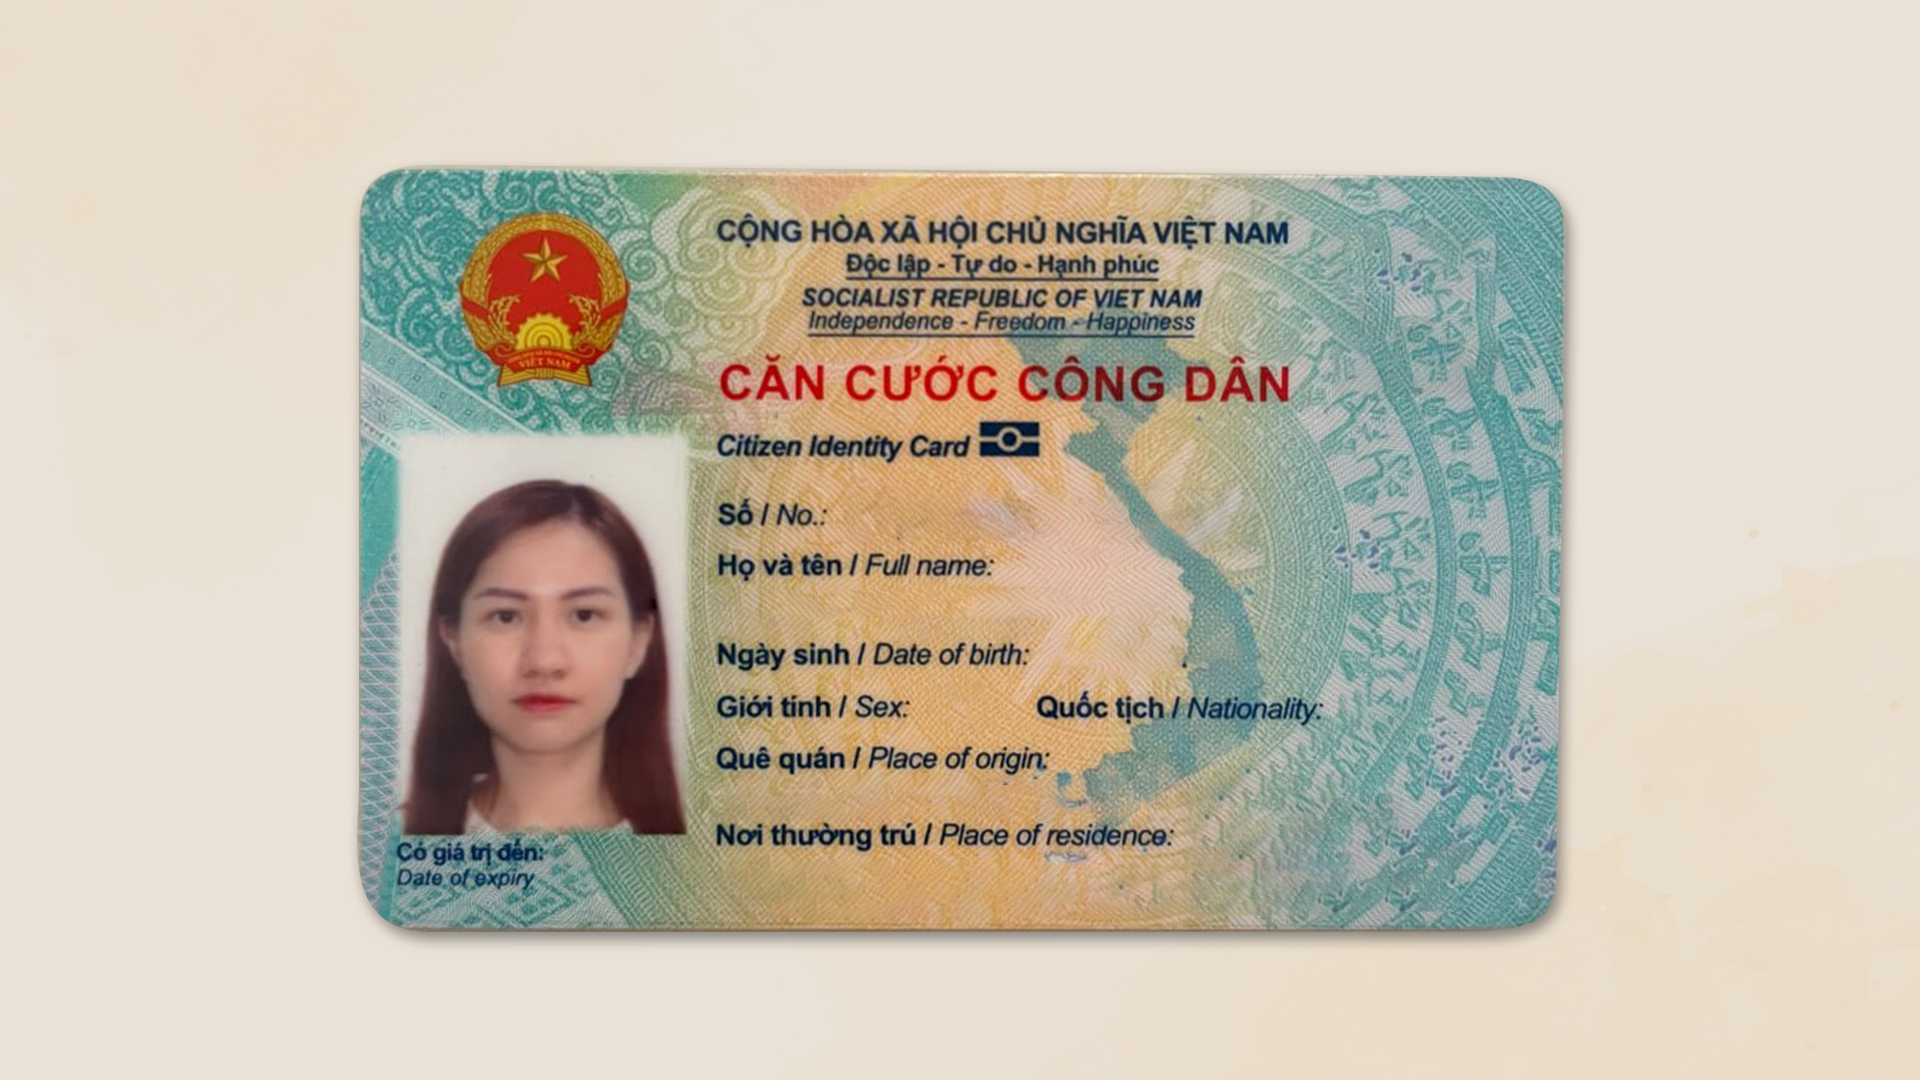 CỘNG HÒA XÃ HỘI CHỦ NGHĨA VIỆT NAM
Độc lập - Tự do - Hạnh phúc
SOCIALIST REPUBLIC OF VIET NAM
Independence - Freedom - Happiness
CĂN CƯỚC CÔNG DÂN
Citizen Identity Card
VIỆT NAM
Số / No.:
Họ và tên / Full name:
Ngày sinh / Date of birth:
Giới tính / Sex: Quốc tịch / Nationality:
Quê quán / Place of origin:
Nơi thường trú / Place of residence:
Có giá trị đến:
Date of expiry